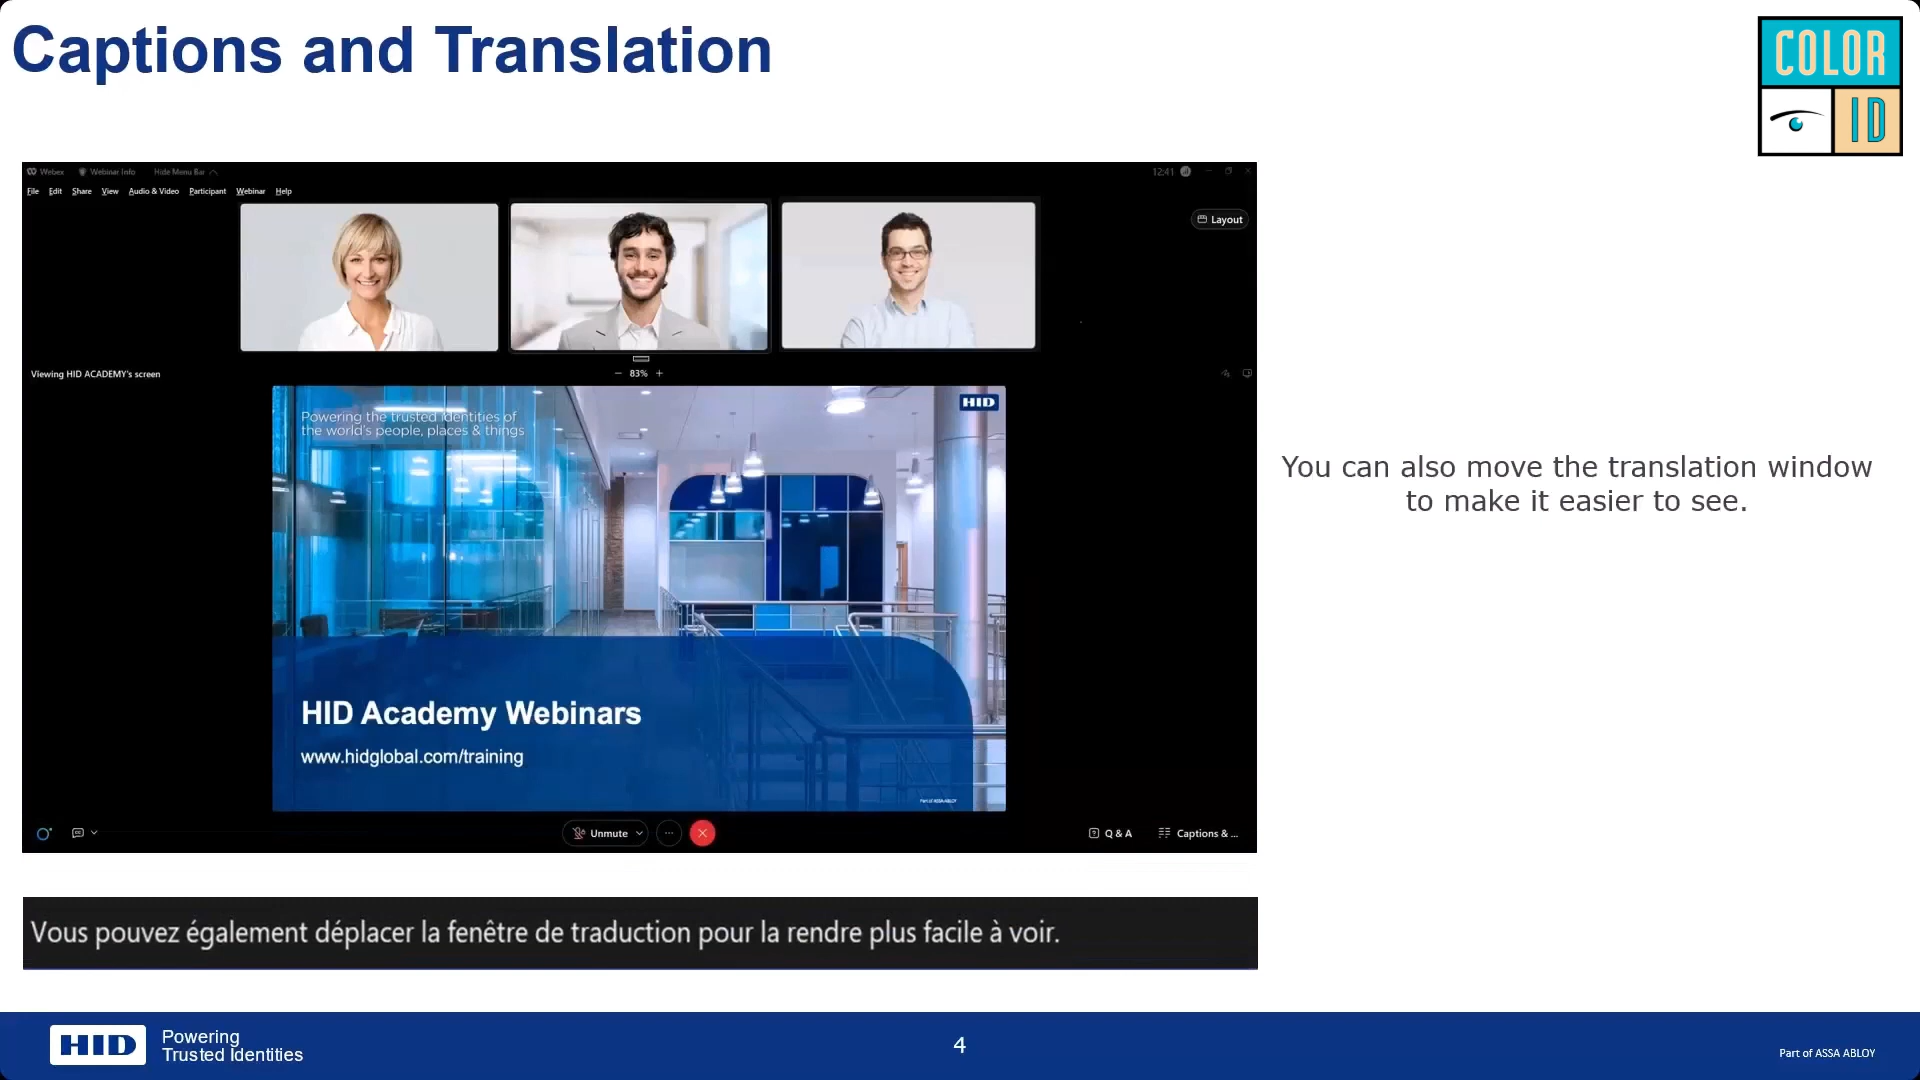 Captions and Translation
COLOR
ID
Webex
Webinar Info
Hide Menu Bar
12:41
File Edit Share View Audio & Video Participant Webinar Help
Layout
Viewing HID ACADEMY's screen
83%
Powering the trusted identities of
the world's people, places & things
HID
HID Academy Webinars
www.hidglobal.com/training
Part of ASSA ABLOY
Unmute
Q & A
Captions & ...
You can also move the translation window
to make it easier to see.
Vous pouvez également déplacer la fenêtre de traduction pour la rendre plus facile à voir.
HID
Powering
Trusted Identities
4
Part of ASSA ABLOY